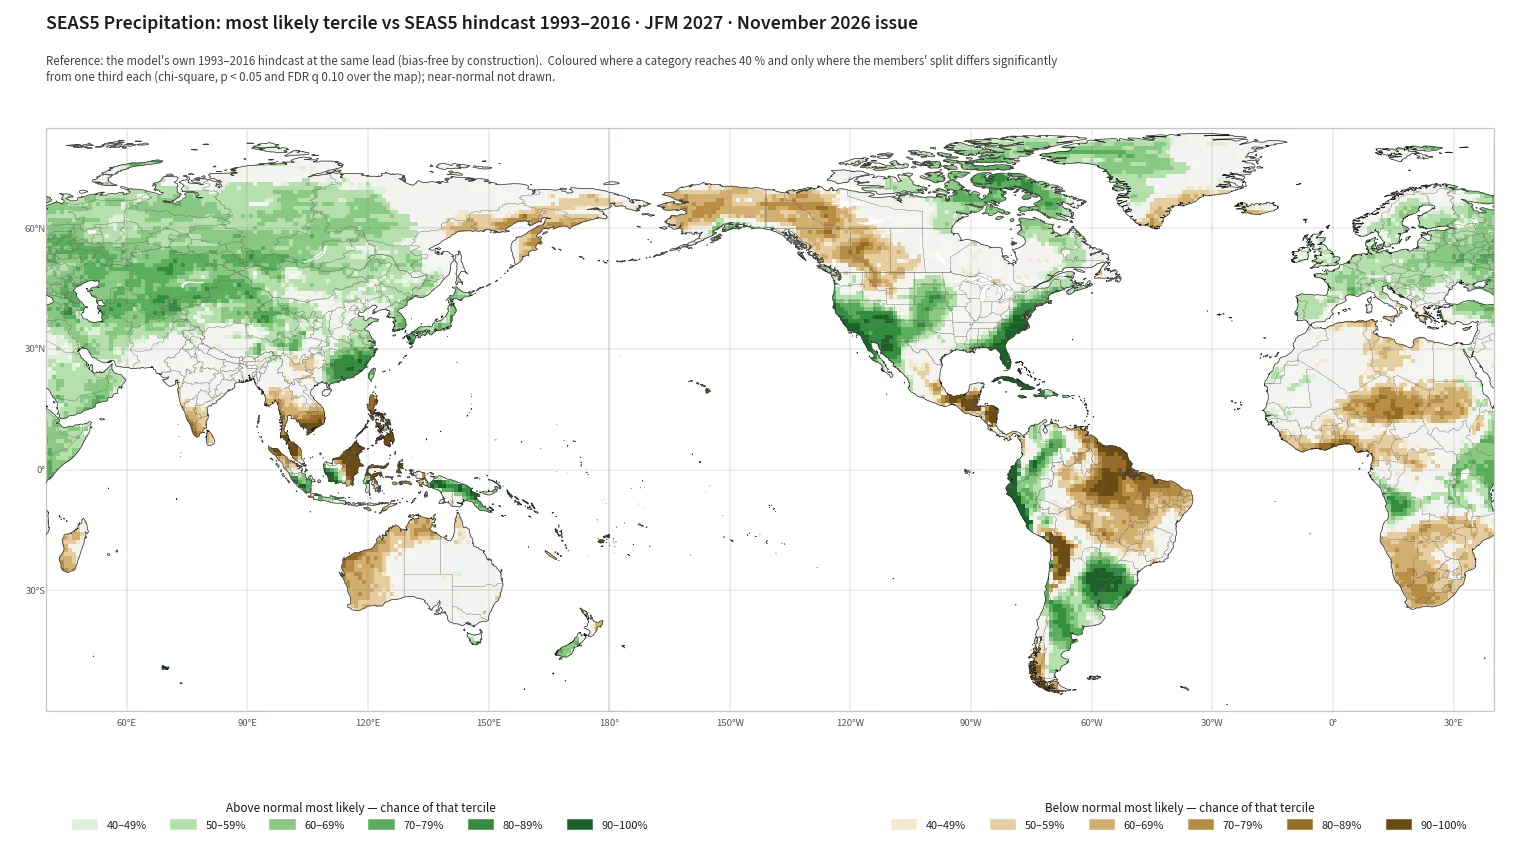 SEAS5 Precipitation: most likely tercile vs SEAS5 hindcast 1993–2016 · JFM 2027 · November 2026 issue
Reference: the model's own 1993–2016 hindcast at the same lead (bias-free by construction).  Coloured where a category reaches 40 % and only where the members' split differs significantly
from one third each (chi-square, p < 0.05 and FDR q 0.10 over the map); near-normal not drawn.
60°N
30°N
0°
30°S
60°E 90°E 120°E 150°E 180° 150°W 120°W 90°W 60°W 30°W 0° 30°E
Above normal most likely — chance of that tercile
40–49% 50–59% 60–69% 70–79% 80–89% 90–100%
Below normal most likely — chance of that tercile
40–49% 50–59% 60–69% 70–79% 80–89% 90–100%